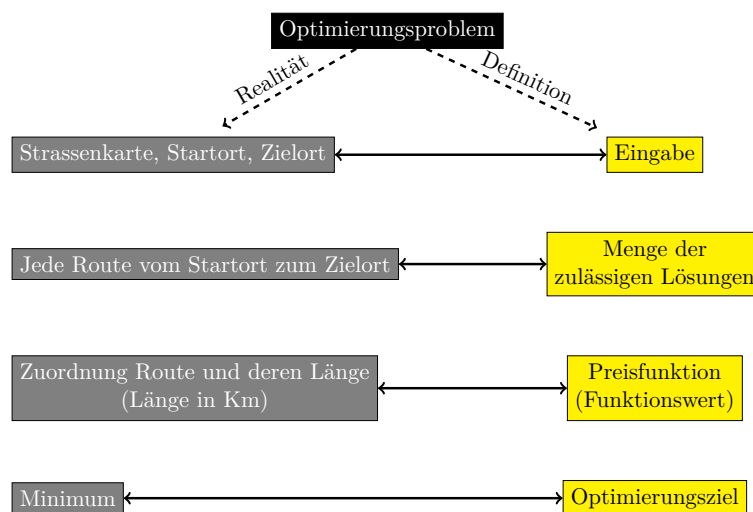 Optimierungsproblem
Realität
Definition
Strassenkarte, Startort, Zielort
Eingabe
Jede Route vom Startort zum Zielort
Menge der
zulässigen Lösungen
Zuordnung Route und deren Länge
(Länge in Km)
Preisfunktion
(Funktionswert)
Minimum
Optimierungsziel